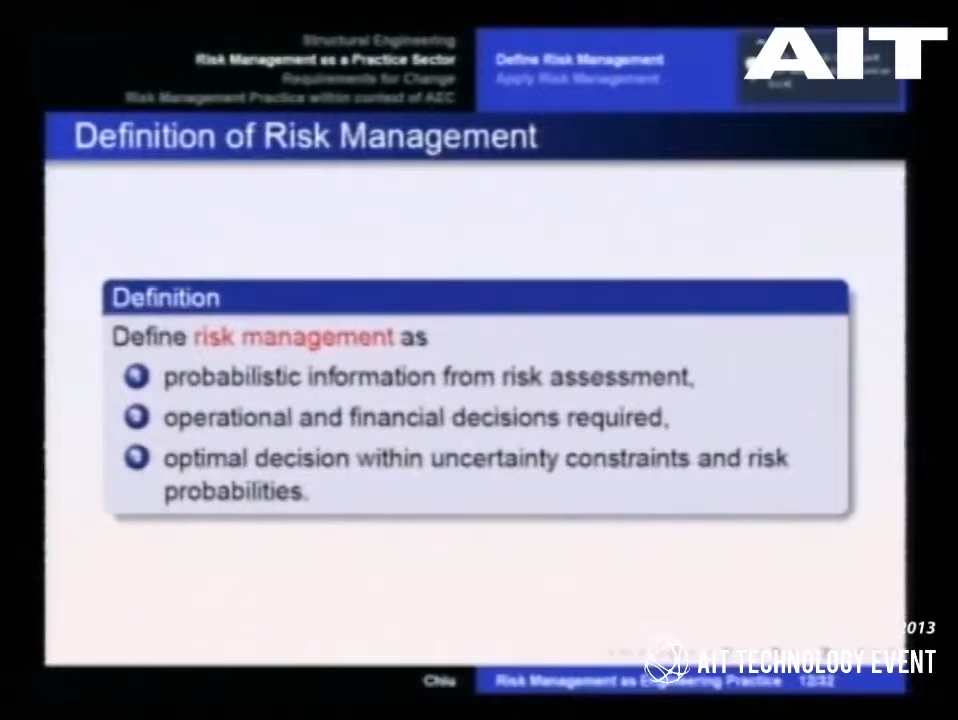 Structural Engineering
Risk Management as a Practice Sector
Requirements for Change
Risk Management Practice within context of AEC
Define Risk Management
Apply Risk Management
AIT
Definition of Risk Management
Definition
Define risk management as
probabilistic information from risk assessment,
operational and financial decisions required,
optimal decision within uncertainty constraints and risk
probabilities.
2013
AIT TECHNOLOGY EVENT
Chiu
Risk Management as Engineering Practice 12/32